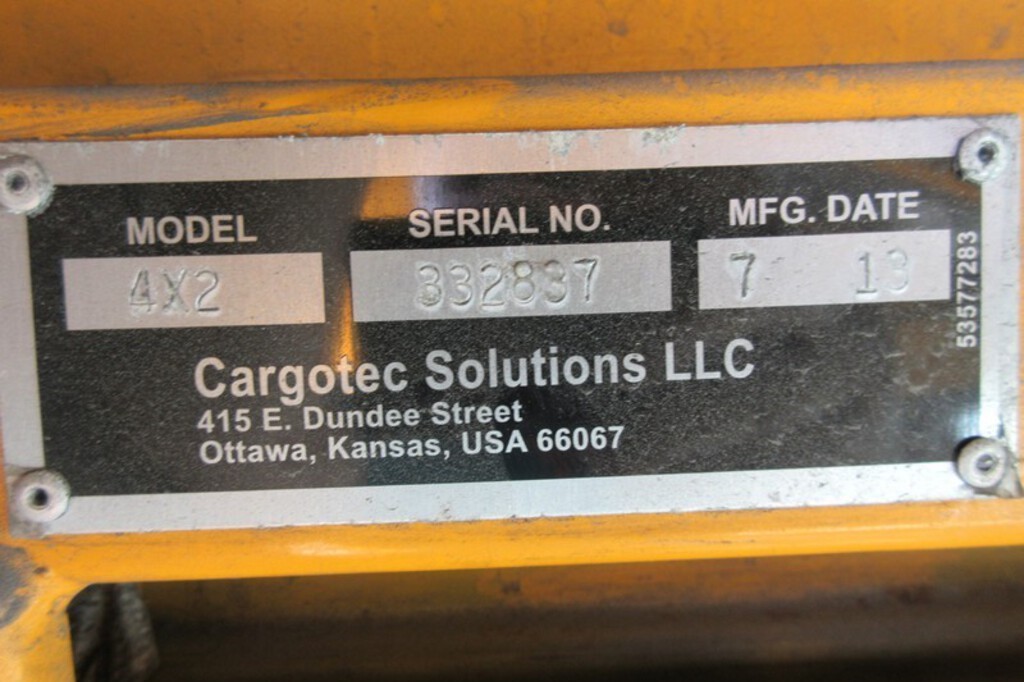 MODEL SERIAL NO. MFG. DATE
4X2 332837 7 13
Cargotec Solutions LLC
415 E. Dundee Street
Ottawa, Kansas, USA 66067
53577283